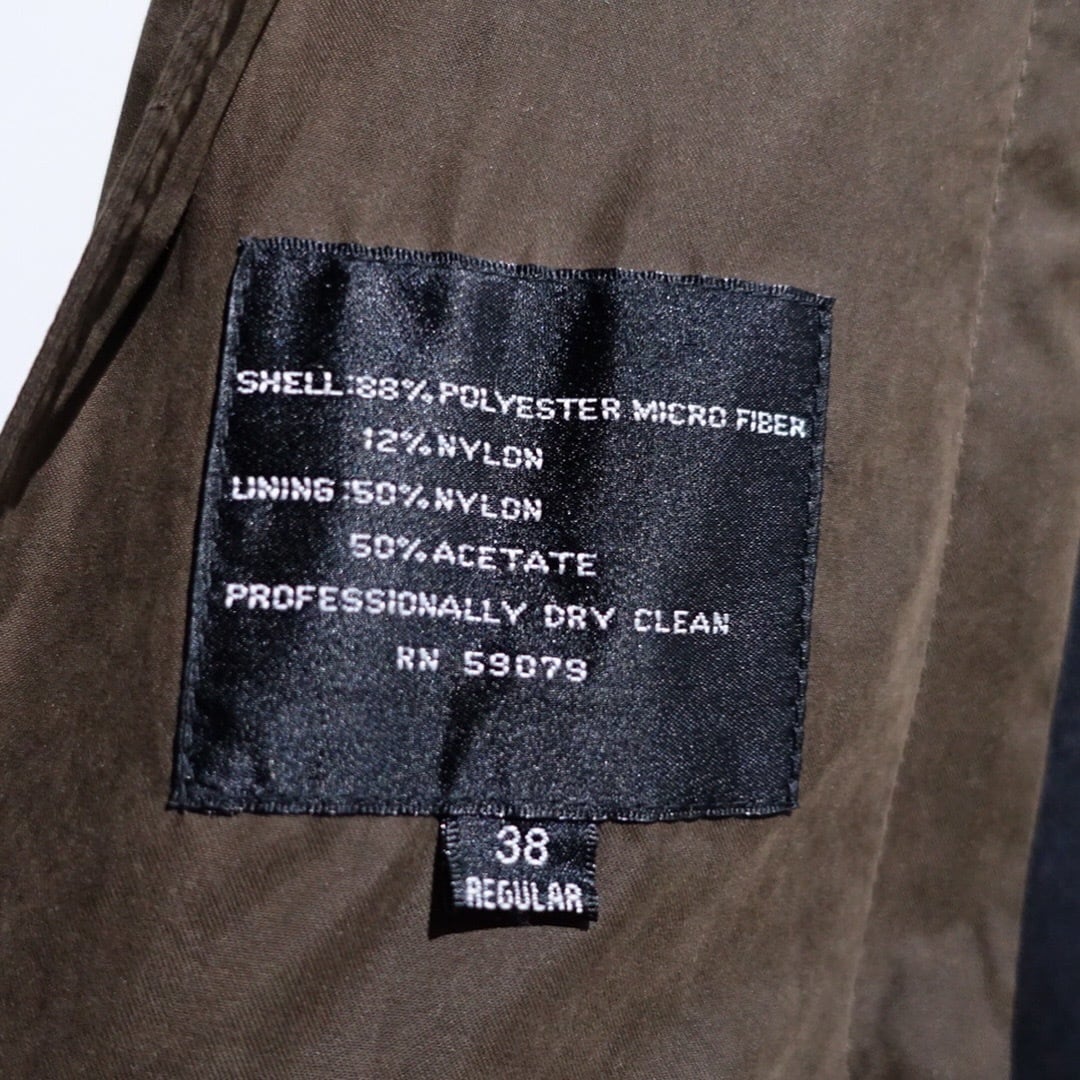 SHELL:88% POLYESTER MICRO FIBER
12% NYLON
LINING:50% NYLON
50% ACETATE
PROFESSIONALLY DRY CLEAN
RN 59079
38
REGULAR